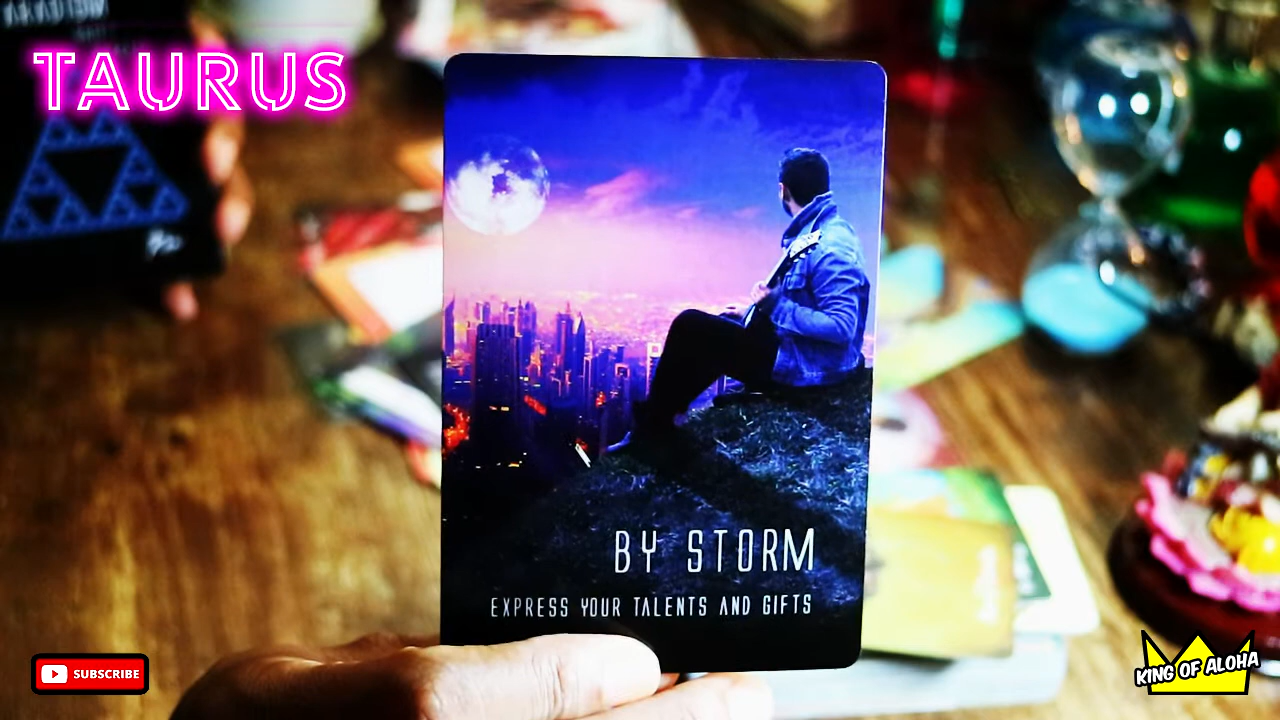 TAURUS
BY STORM
EXPRESS YOUR TALENTS AND GIFTS
SUBSCRIBE
KING OF ALOHA